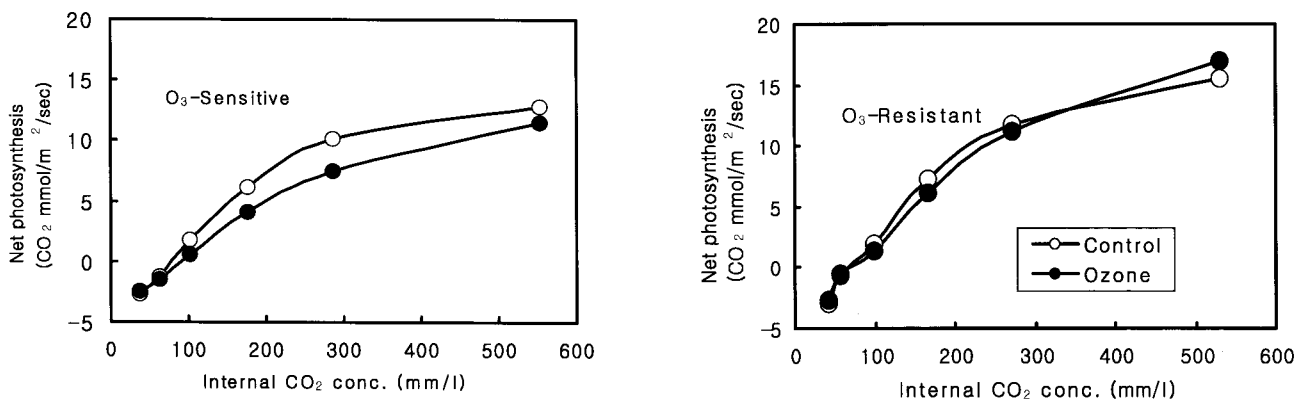 20
15
10
5
0
-5
Net photosynthesis
(CO₂ mmol/m²/sec)
O₃-Sensitive
0 100 200 300 400 500 600
Internal CO₂ conc. (mm/l)
20
15
10
5
0
-5
Net photosynthesis
(CO₂ mmol/m²/sec)
O₃-Resistant
Control
Ozone
0 100 200 300 400 500 600
Internal CO₂ conc. (mm/l)